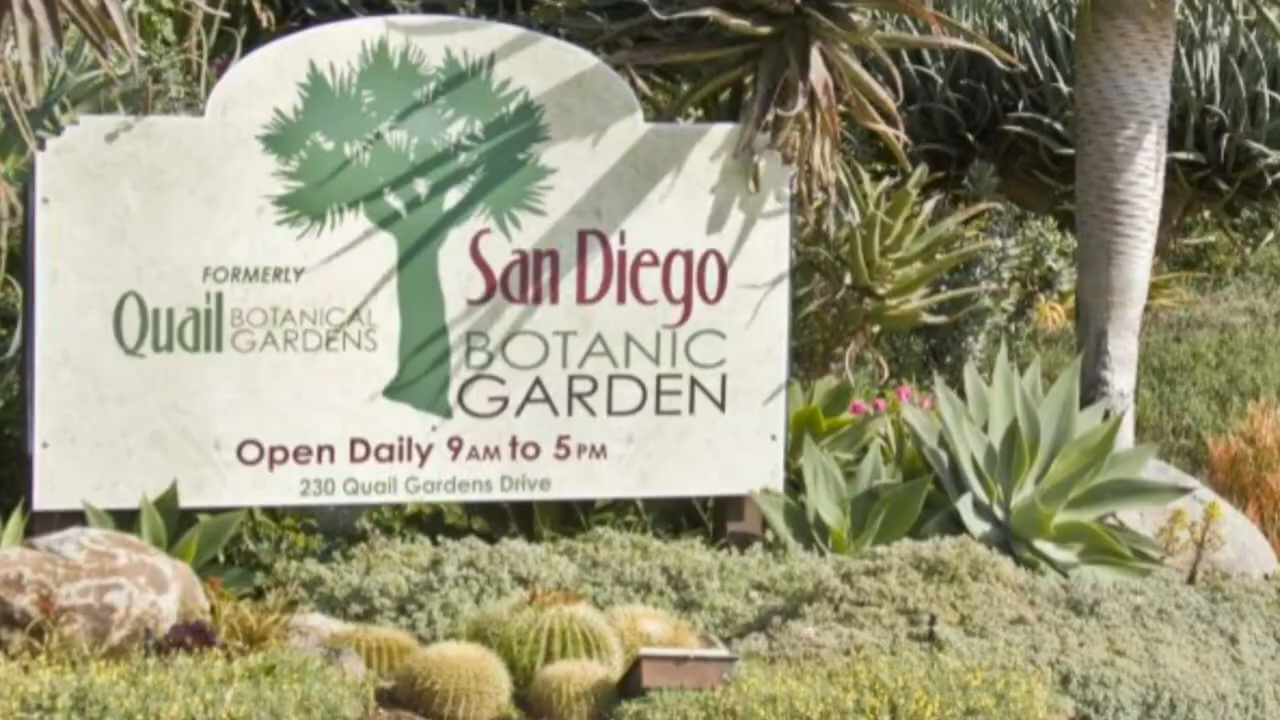 FORMERLY
Quail BOTANICAL
GARDENS
San Diego
BOTANIC
GARDEN
Open Daily 9AM to 5PM
230 Quail Gardens Drive